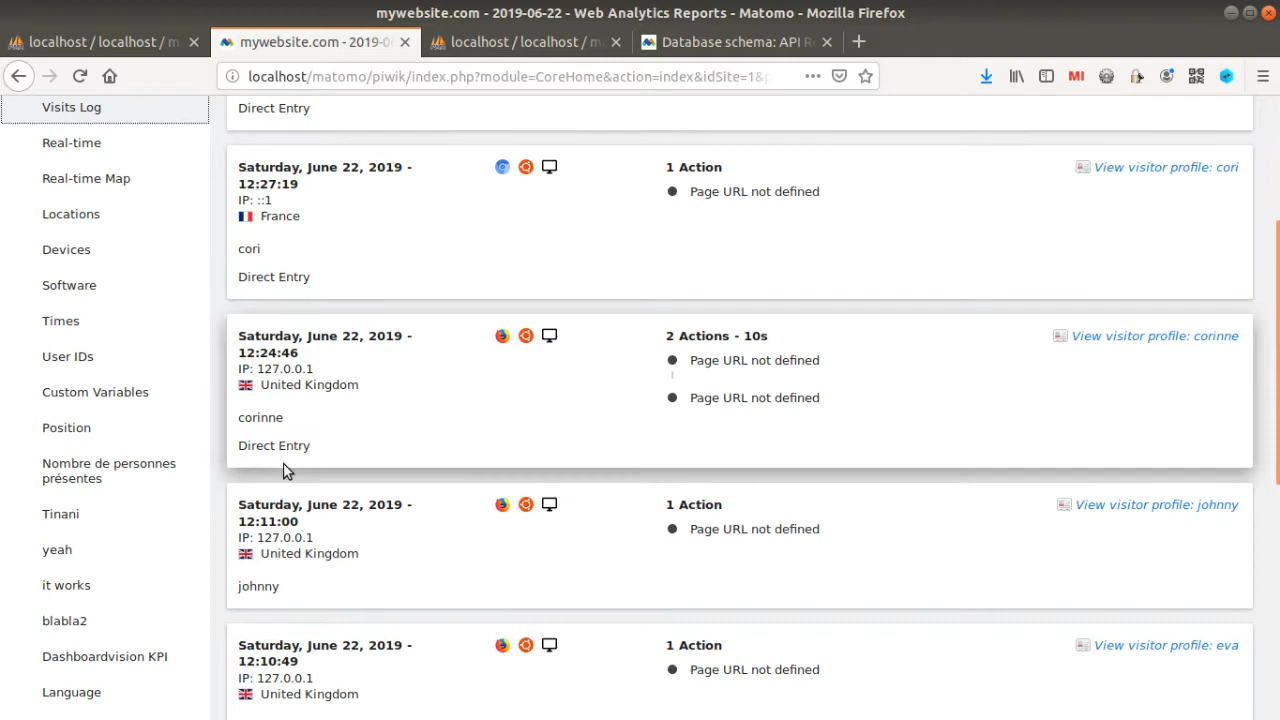 mywebsite.com - 2019-06-22 - Web Analytics Reports - Matomo - Mozilla Firefox
localhost / localhost / m
mywebsite.com - 2019-0
localhost / localhost / m
Database schema: API R
localhost/matomo/piwik/index.php?module=CoreHome&action=index&idSite=1&p
MI
Visits Log
Real-time
Real-time Map
Locations
Devices
Software
Times
User IDs
Custom Variables
Position
Nombre de personnes
présentes
Tinani
yeah
it works
blabla2
Dashboardvision KPI
Language
Direct Entry
Saturday, June 22, 2019 -
12:27:19
IP: ::1
France
cori
Direct Entry
1 Action
Page URL not defined
View visitor profile: cori
Saturday, June 22, 2019 -
12:24:46
IP: 127.0.0.1
United Kingdom
corinne
Direct Entry
2 Actions - 10s
Page URL not defined
Page URL not defined
View visitor profile: corinne
Saturday, June 22, 2019 -
12:11:00
IP: 127.0.0.1
United Kingdom
johnny
1 Action
Page URL not defined
View visitor profile: johnny
Saturday, June 22, 2019 -
12:10:49
IP: 127.0.0.1
United Kingdom
1 Action
Page URL not defined
View visitor profile: eva